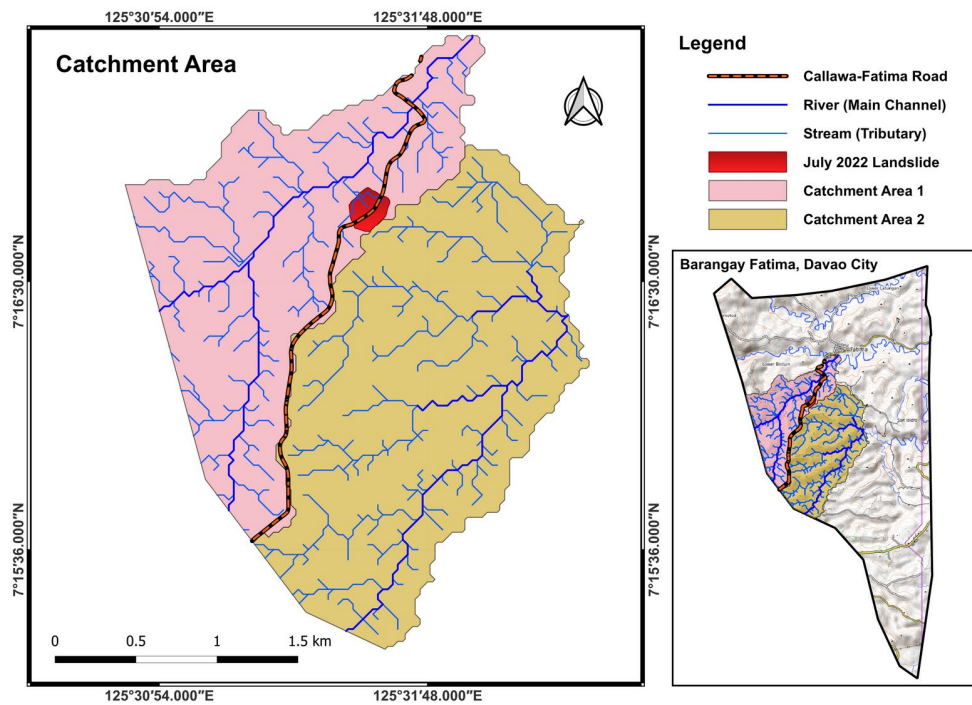 125°30'54.000"E
125°31'48.000"E
Catchment Area
7°16'30.000"N
7°16'30.000"N
7°15'36.000"N
7°15'36.000"N
0 0.5 1 1.5 km
125°30'54.000"E
125°31'48.000"E
Legend
Callawa-Fatima Road
River (Main Channel)
Stream (Tributary)
July 2022 Landslide
Catchment Area 1
Catchment Area 2
Barangay Fatima, Davao City
Fatima